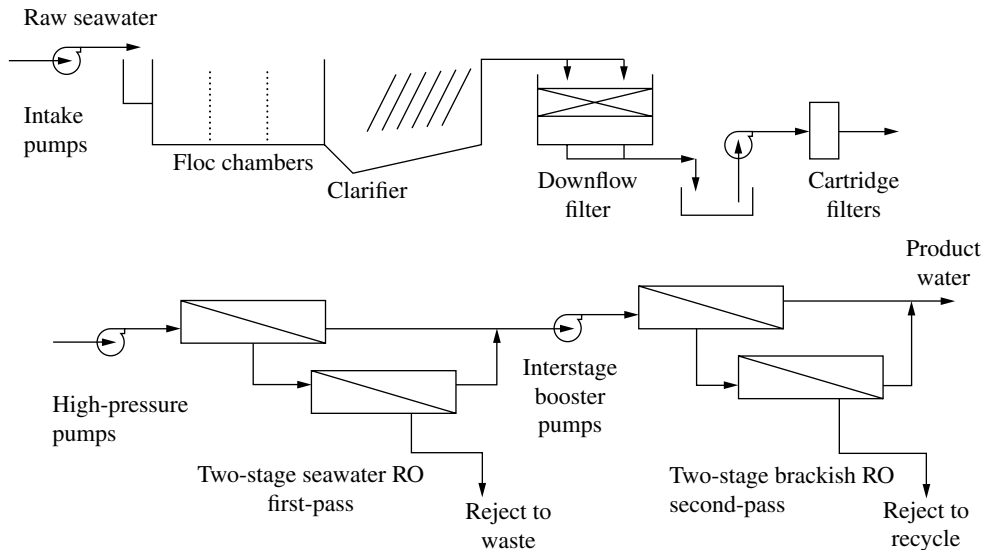 Raw seawater
Intake
pumps
Floc chambers
Clarifier
Downflow
filter
Cartridge
filters
Product
water
High-pressure
pumps
Interstage
booster
pumps
Two-stage seawater RO
first-pass
Reject to
waste
Two-stage brackish RO
second-pass
Reject to
recycle